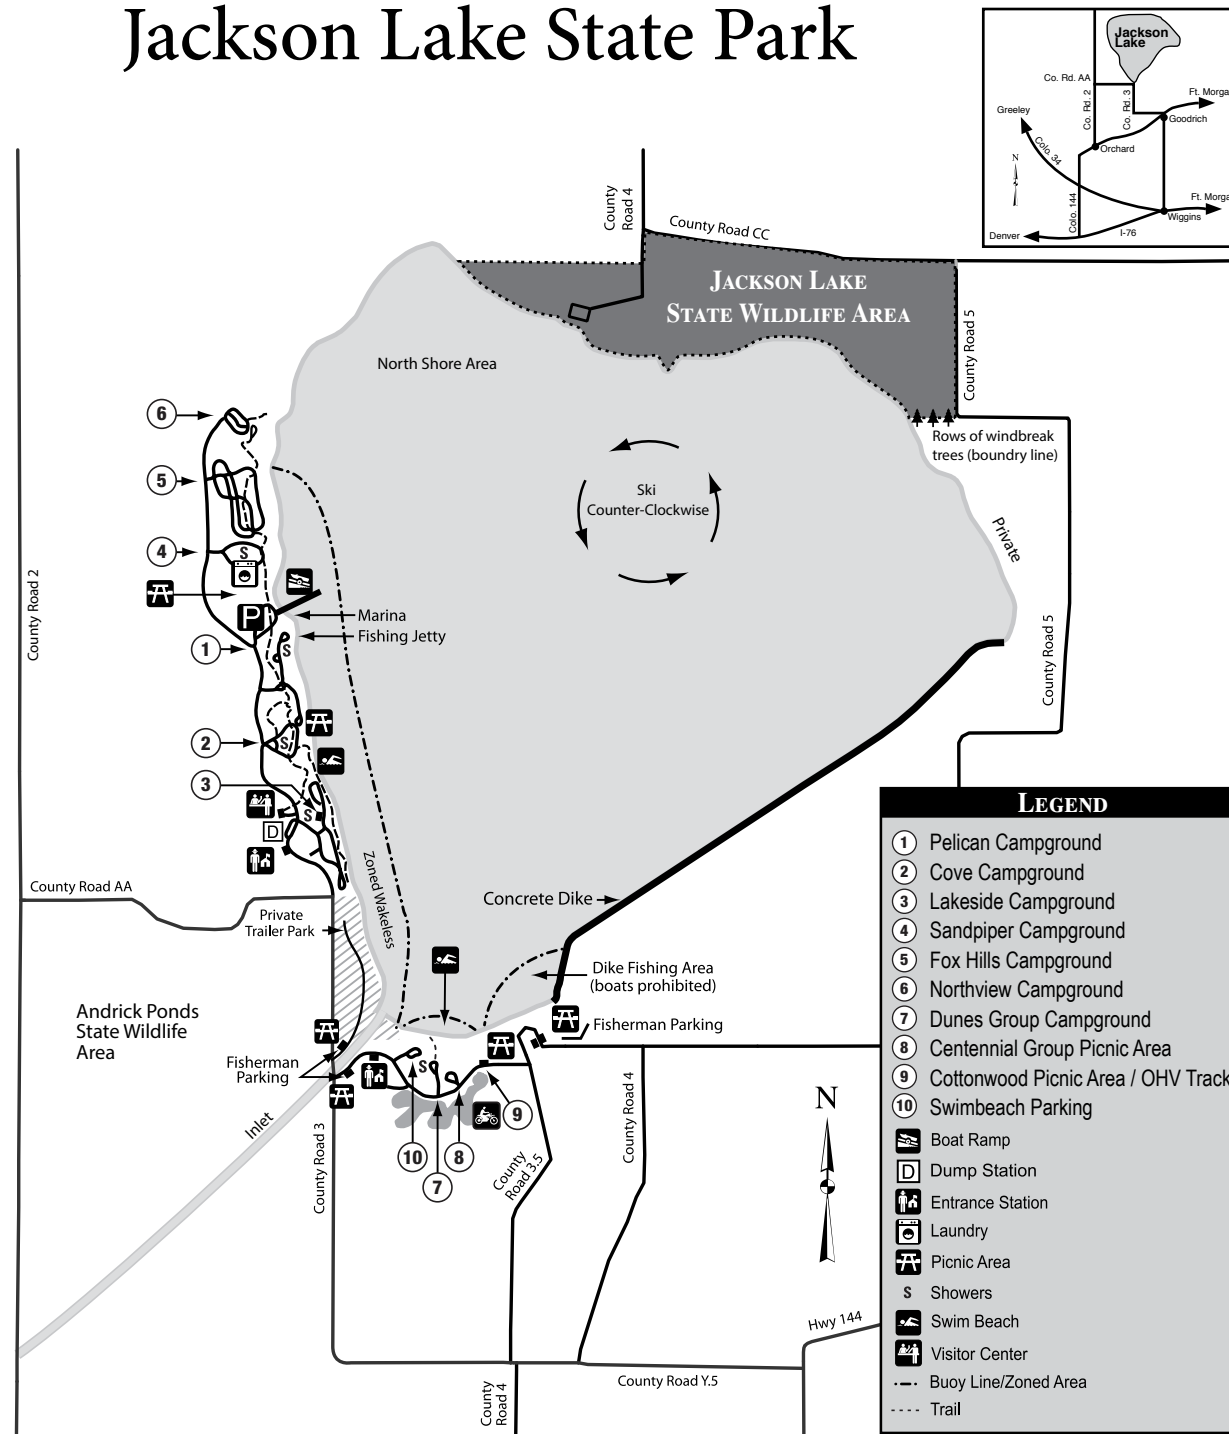 Jackson Lake State Park
Jackson
Lake
Co. Rd. AA
Co. Rd. 2
Co. Rd. 3
Ft. Morga
Greeley
Goodrich
Colo. 34
Orchard
N
Colo. 144
Ft. Morga
Wiggins
Denver
I-76
County
Road 4
County Road CC
Jackson Lake
State Wildlife Area
County Road 5
North Shore Area
6
Rows of windbreak
trees (boundry line)
5
Ski
Counter-Clockwise
Private
4
S
County Road 2
P
Marina
Fishing Jetty
1
S
County Road 5
2
S
3
S
D
Zoned Wakeless
County Road AA
Concrete Dike
Private
Trailer Park
Dike Fishing Area
(boats prohibited)
Andrick Ponds
State Wildlife
Area
Fisherman Parking
Fisherman
Parking
S
Inlet
County Road 3
10
7
8
9
County
Road 3.5
County Road 4
N
Hwy 144
County Road Y.5
County
Road 4
Legend
1 Pelican Campground
2 Cove Campground
3 Lakeside Campground
4 Sandpiper Campground
5 Fox Hills Campground
6 Northview Campground
7 Dunes Group Campground
8 Centennial Group Picnic Area
9 Cottonwood Picnic Area / OHV Track
10 Swimbeach Parking
Boat Ramp
D Dump Station
Entrance Station
Laundry
Picnic Area
S Showers
Swim Beach
Visitor Center
Buoy Line/Zoned Area
Trail